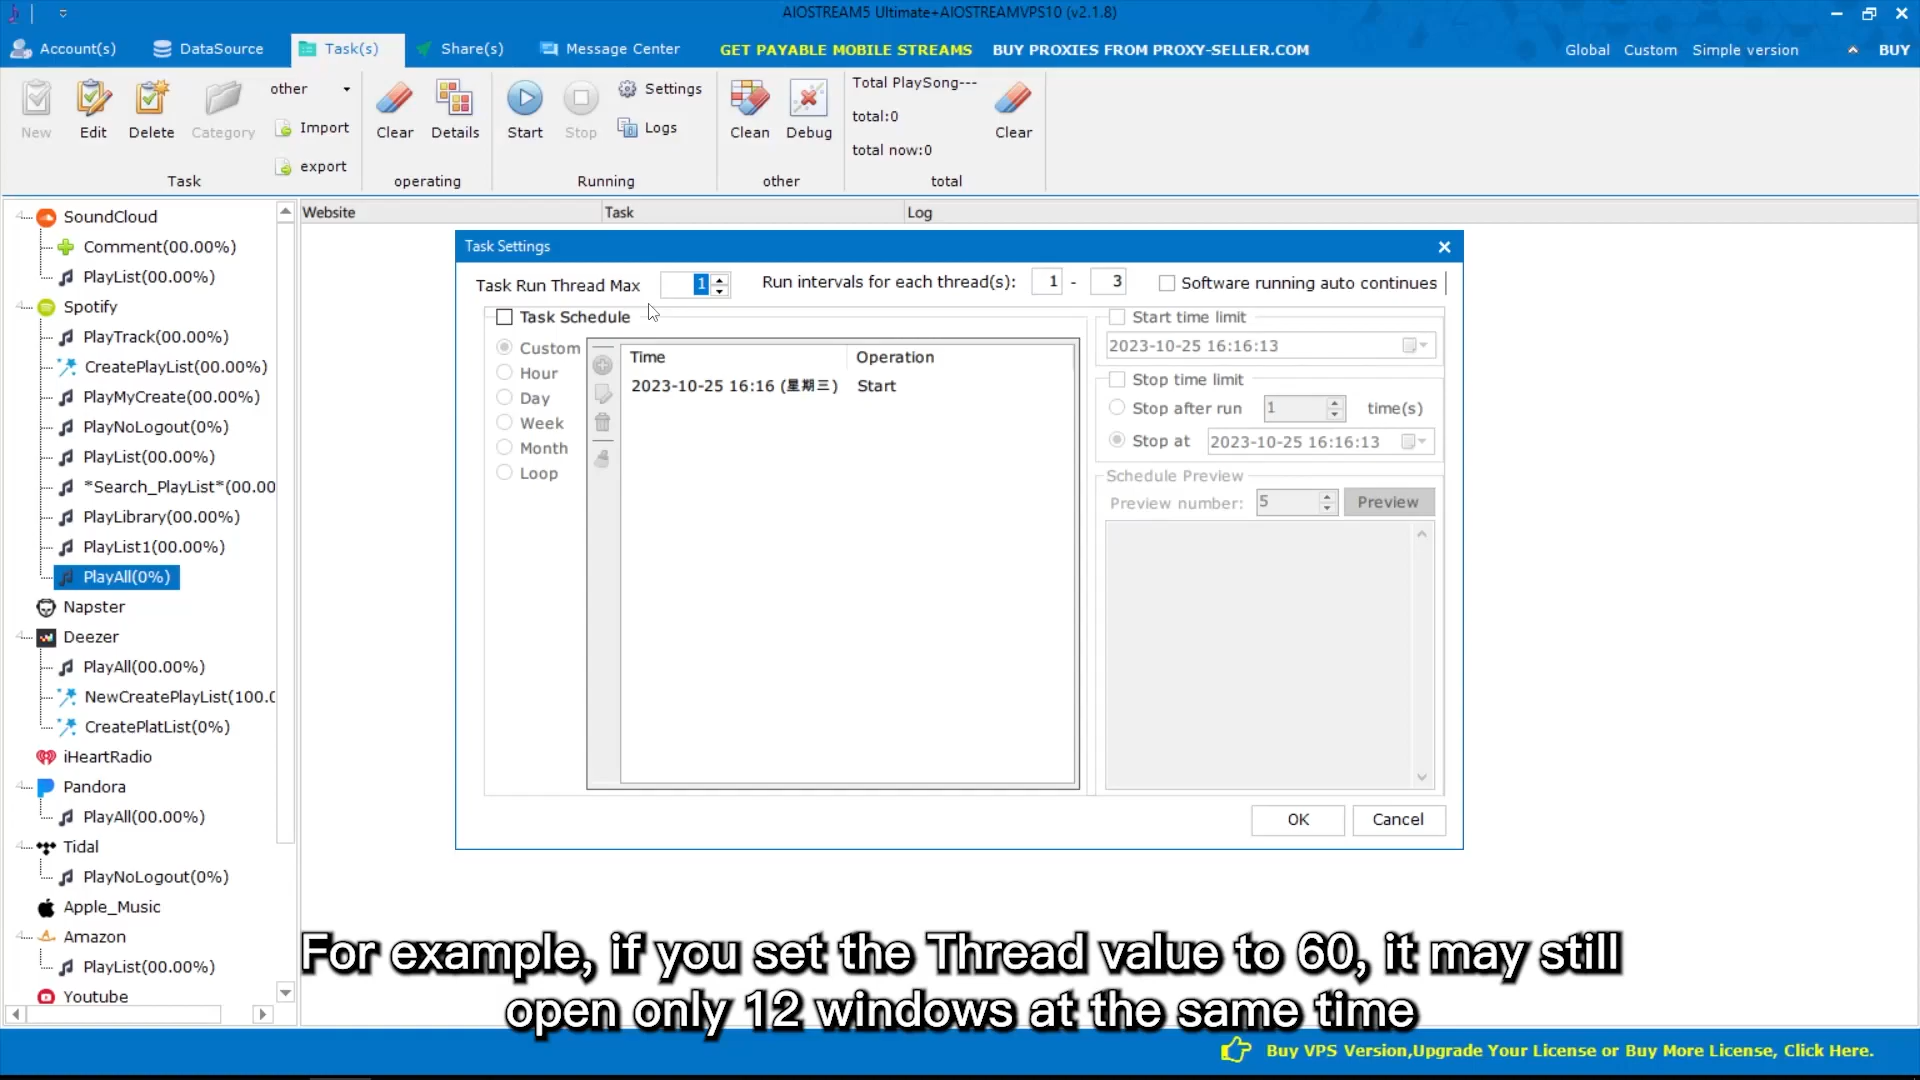 AIOSTREAM5 Ultimate+AIOSTREAMVPS10 (v2.1.8)
Account(s)
DataSource
Task(s)
Share(s)
Message Center
GET PAYABLE MOBILE STREAMS
BUY PROXIES FROM PROXY-SELLER.COM
Global
Custom
Simple version
BUY
New
Edit
Delete
Category
other
Import
export
Task
Clear
Details
operating
Start
Stop
Settings
Logs
Running
Clean
Debug
other
Total PlaySong---
total:0
total now:0
Clear
total
SoundCloud
Comment(00.00%)
PlayList(00.00%)
Spotify
PlayTrack(00.00%)
CreatePlayList(00.00%)
PlayMyCreate(00.00%)
PlayNoLogout(0%)
PlayList(00.00%)
*Search_PlayList*(00.00
PlayLibrary(00.00%)
PlayList1(00.00%)
PlayAll(0%)
Napster
Deezer
PlayAll(00.00%)
NewCreatePlayList(100.0
CreatePlatList(0%)
iHeartRadio
Pandora
PlayAll(00.00%)
Tidal
PlayNoLogout(0%)
Apple_Music
Amazon
PlayList(00.00%)
Youtube
Website
Task
Log
Task Settings
Task Run Thread Max
1
Run intervals for each thread(s):
1 - 3
Software running auto continues
Task Schedule
Custom
Hour
Day
Week
Month
Loop
Time
Operation
2023-10-25 16:16 (星期三)
Start
Start time limit
2023-10-25 16:16:13
Stop time limit
Stop after run 1 time(s)
Stop at 2023-10-25 16:16:13
Schedule Preview
Preview number: 5
Preview
OK
Cancel
For example, if you set the Thread value to 60, it may still
open only 12 windows at the same time
Buy VPS Version,Upgrade Your License or Buy More License, Click Here.